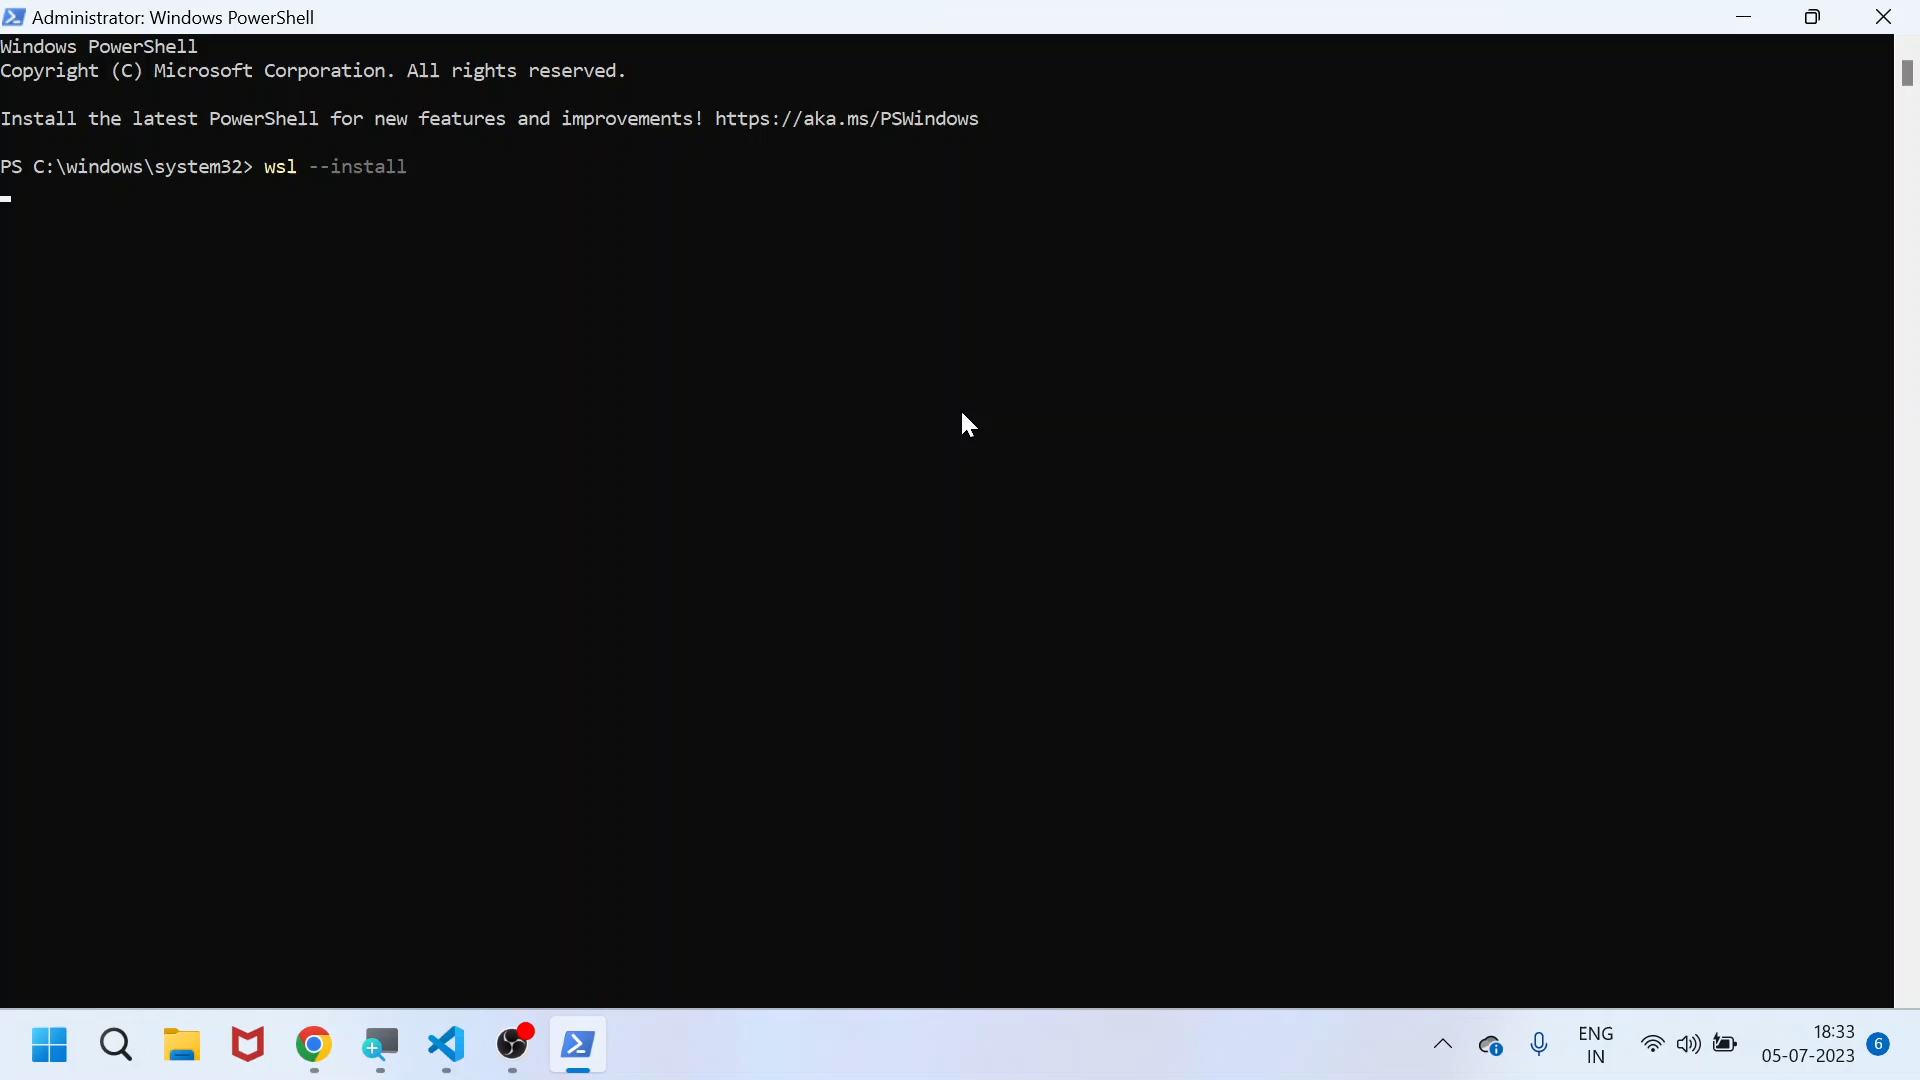 Administrator: Windows PowerShell
Windows PowerShell
Copyright (C) Microsoft Corporation. All rights reserved.
Install the latest PowerShell for new features and improvements! https://aka.ms/PSWindows
PS C:\windows\system32> wsl --install
ENG
IN
18:33
05-07-2023
6